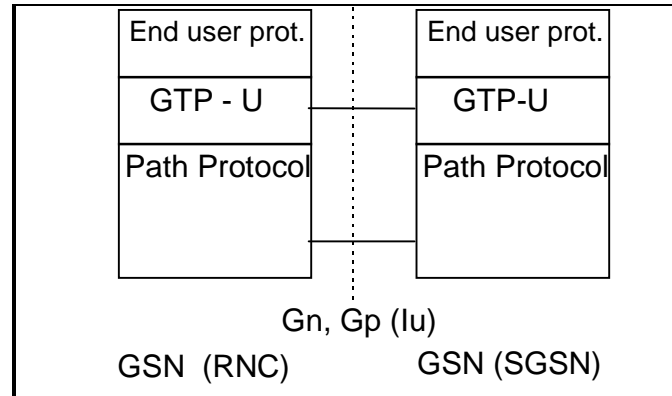 End user prot.
End user prot.
GTP - U
GTP-U
Path Protocol
Path Protocol
Gn, Gp (Iu)
GSN (RNC)
GSN (SGSN)